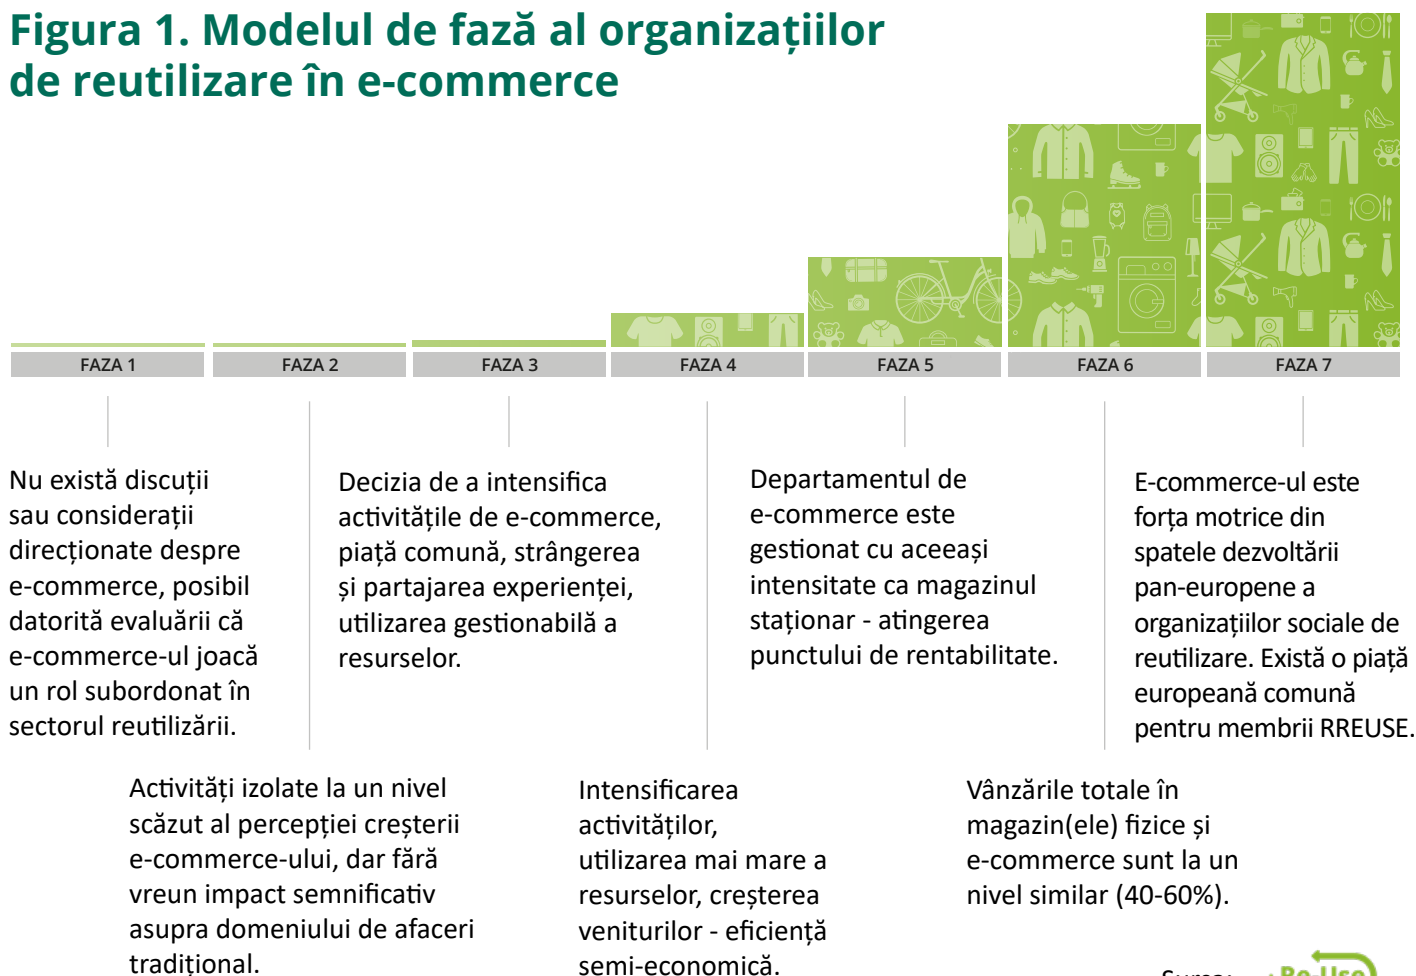 Figura 1. Modelul de fază al organizațiilor
de reutilizare în e-commerce
FAZA 1
FAZA 2
FAZA 3
FAZA 4
FAZA 5
FAZA 6
FAZA 7
Nu există discuții
sau considerații
direcționate despre
e-commerce, posibil
datorită evaluării că
e-commerce-ul joacă
un rol subordonat în
sectorul reutilizării.
Activități izolate la un nivel
scăzut al percepției creșterii
e-commerce-ului, dar fără
vreun impact semnificativ
asupra domeniului de afaceri
tradițional.
Decizia de a intensifica
activitățile de e-commerce,
piață comună, strângerea
și partajarea experienței,
utilizarea gestionabilă a
resurselor.
Intensificarea
activităților,
utilizarea mai mare a
resurselor, creșterea
veniturilor - eficiență
semi-economică.
Departamentul de
e-commerce este
gestionat cu aceeași
intensitate ca magazinul
staționar - atingerea
punctului de rentabilitate.
Vânzările totale în
magazin(ele) fizice și
e-commerce sunt la un
nivel similar (40-60%).
E-commerce-ul este
forța motrice din
spatele dezvoltării
pan-europene a
organizațiilor sociale de
reutilizare. Există o piață
europeană comună
pentru membrii RREUSE.
Re-Use